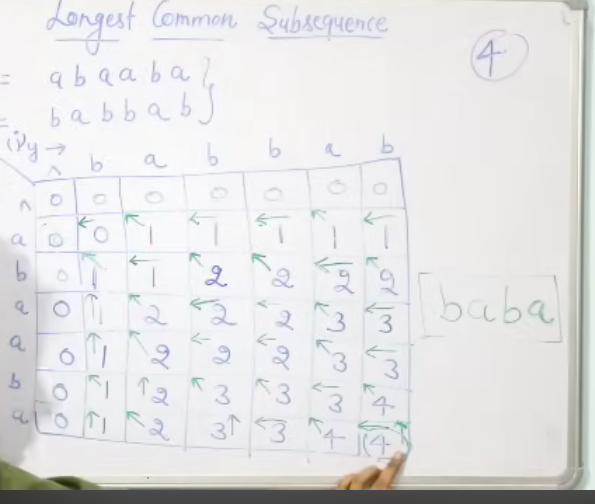 Longest Common Subsequence
4
= a b a a b a }
= b a b b a b }
(i)y →
^ b a b b a b
^ 0 0 0 0 0 0 0
a 0 ←0 ↖1 ←1 ←1 ↖1 ←1
b 0 ↖1 ←1 ↖2 ↖2 ←2 ↖2
a 0 ↑1 ↖2 ←2 ←2 ↖3 ←3
a 0 ↑1 ↖2 ←2 ←2 ↖3 ←3
b 0 ↖1 ↑2 ↖3 ↖3 ←3 ↖4
a 0 ↑1 ↖2 3↑ ←3 ↖4 ←(4↑
[baba]